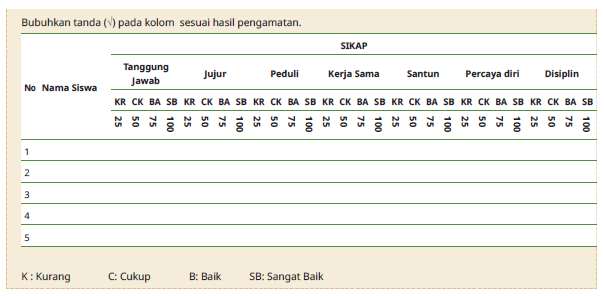 Bubuhkan tanda (√) pada kolom sesuai hasil pengamatan.
SIKAP
No Nama Siswa Tanggung Jawab Jujur Peduli Kerja Sama Santun Percaya diri Disiplin
KR CK BA SB KR CK BA SB KR CK BA SB KR CK BA SB KR CK BA SB KR CK BA SB KR CK BA SB
25 50 75 100 25 50 75 100 25 50 75 100 25 50 75 100 25 50 75 100 25 50 75 100 25 50 75 100
1
2
3
4
5
K : Kurang C: Cukup B: Baik SB: Sangat Baik